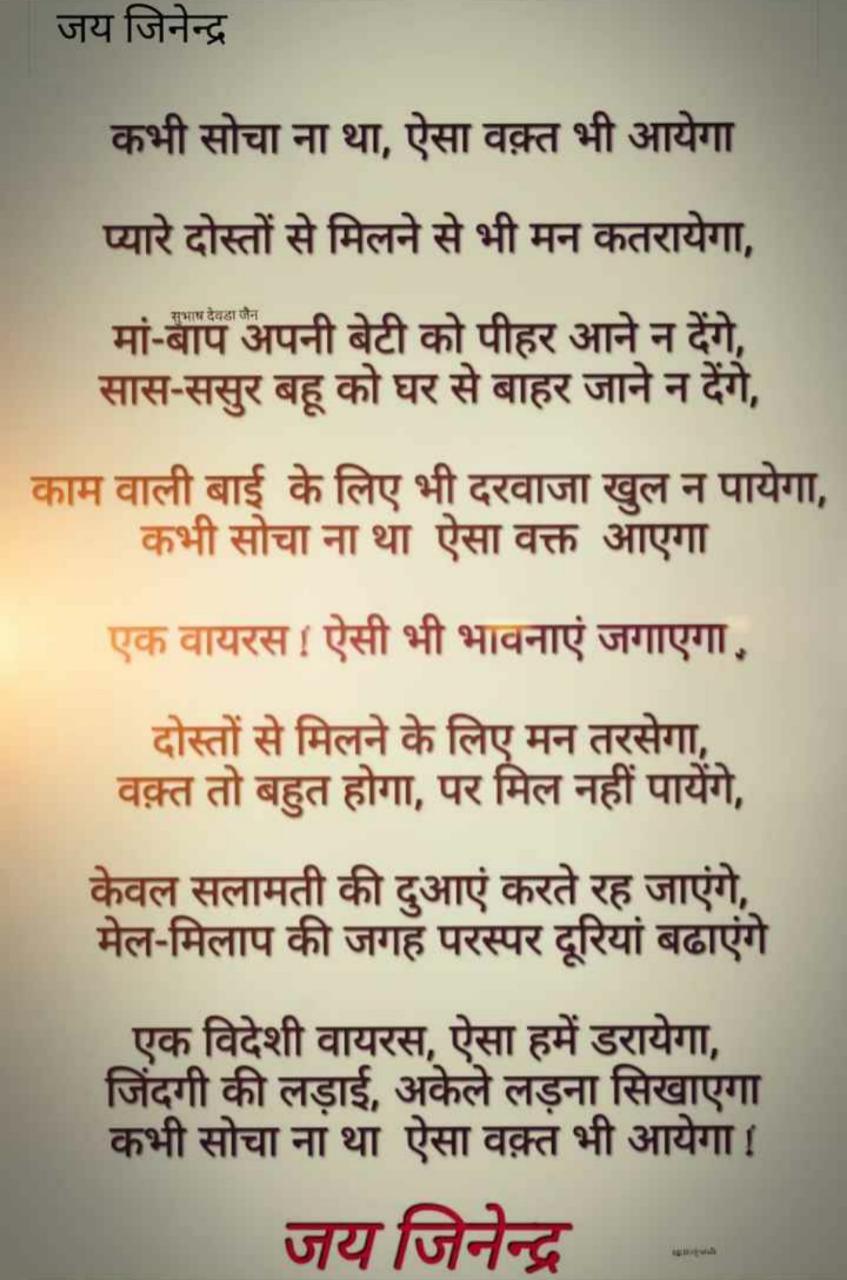 जय जिनेन्द्र
कभी सोचा ना था, ऐसा वक़्त भी आयेगा
प्यारे दोस्तों से मिलने से भी मन कतरायेगा,
सुभाष देवडा जैन
मां-बाप अपनी बेटी को पीहर आने न देंगे,
सास-ससुर बहू को घर से बाहर जाने न देंगे,
काम वाली बाई के लिए भी दरवाजा खुल न पायेगा,
कभी सोचा ना था ऐसा वक्त आएगा
एक वायरस ! ऐसी भी भावनाएं जगाएगा .
दोस्तों से मिलने के लिए मन तरसेगा,
वक़्त तो बहुत होगा, पर मिल नहीं पायेंगे,
केवल सलामती की दुआएं करते रह जाएंगे,
मेल-मिलाप की जगह परस्पर दूरियां बढाएंगे
एक विदेशी वायरस, ऐसा हमें डरायेगा,
जिंदगी की लड़ाई, अकेले लड़ना सिखाएगा
कभी सोचा ना था ऐसा वक़्त भी आयेगा !
जय जिनेन्द्र